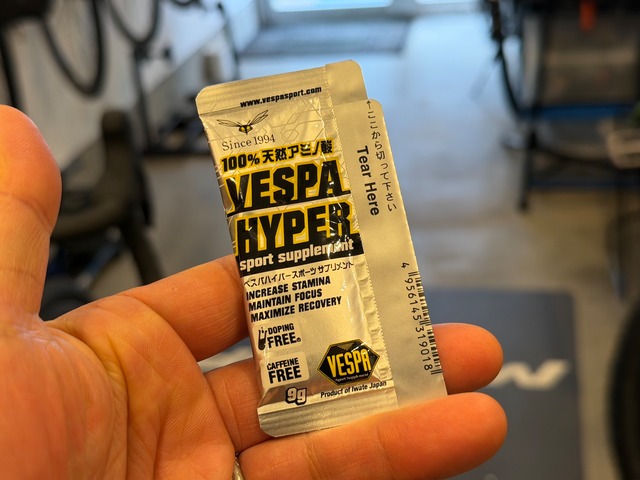 www.vespasport.com
Since 1994
100%天然アミノ酸
VESPA
HYPER
sport supplement
ベスパハイパースポーツサプリメント
INCREASE STAMINA
MAINTAIN FOCUS
MAXIMIZE RECOVERY
DOPING
FREE®
CAFFEINE
FREE
VESPA
9g
Product of Iwate Japan
↑ここから切って下さい
Tear Here
4 956145 319018